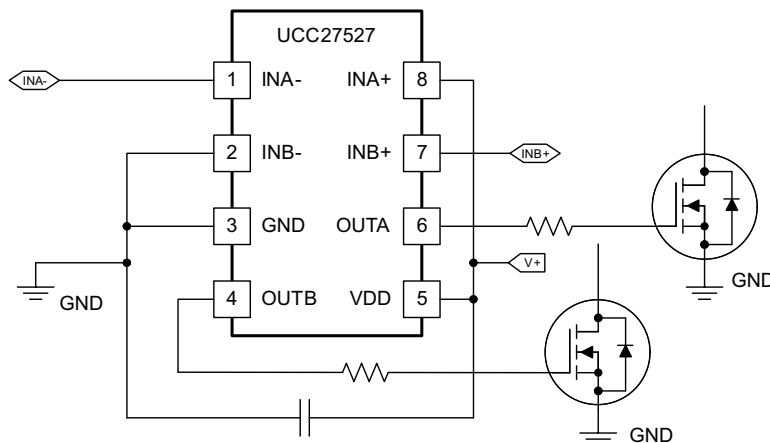 UCC27527
INA-
1 INA- INA+ 8
2 INB- INB+ 7
INB+
3 GND OUTA 6
V+
GND
GND
4 OUTB VDD 5
GND